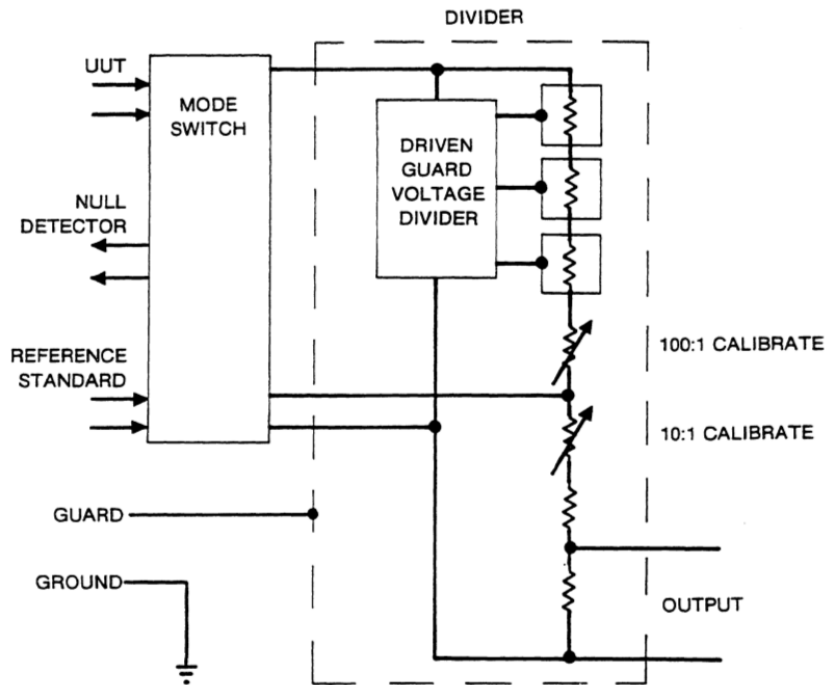 DIVIDER
UUT
MODE
SWITCH
DRIVEN
GUARD
VOLTAGE
DIVIDER
NULL
DETECTOR
REFERENCE
STANDARD
100:1 CALIBRATE
10:1 CALIBRATE
GUARD
GROUND
OUTPUT